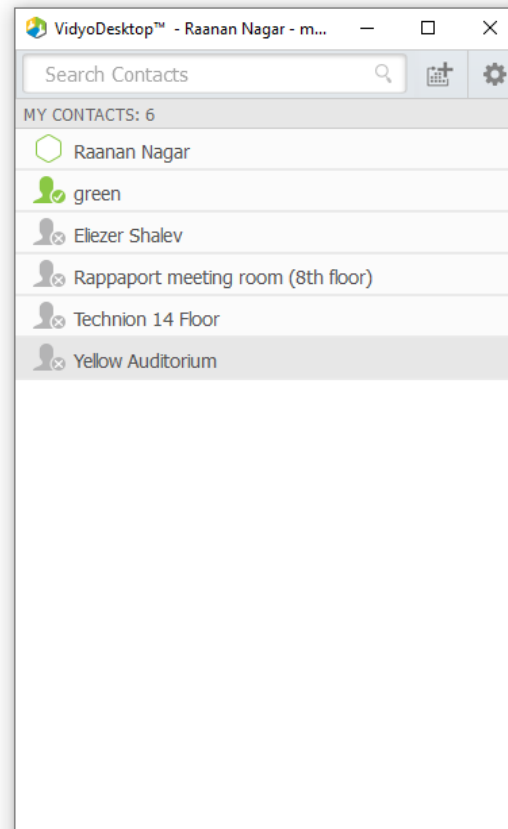 VidyoDesktop™ - Raanan Nagar - m...
Search Contacts
MY CONTACTS: 6
Raanan Nagar
green
Eliezer Shalev
Rappaport meeting room (8th floor)
Technion 14 Floor
Yellow Auditorium